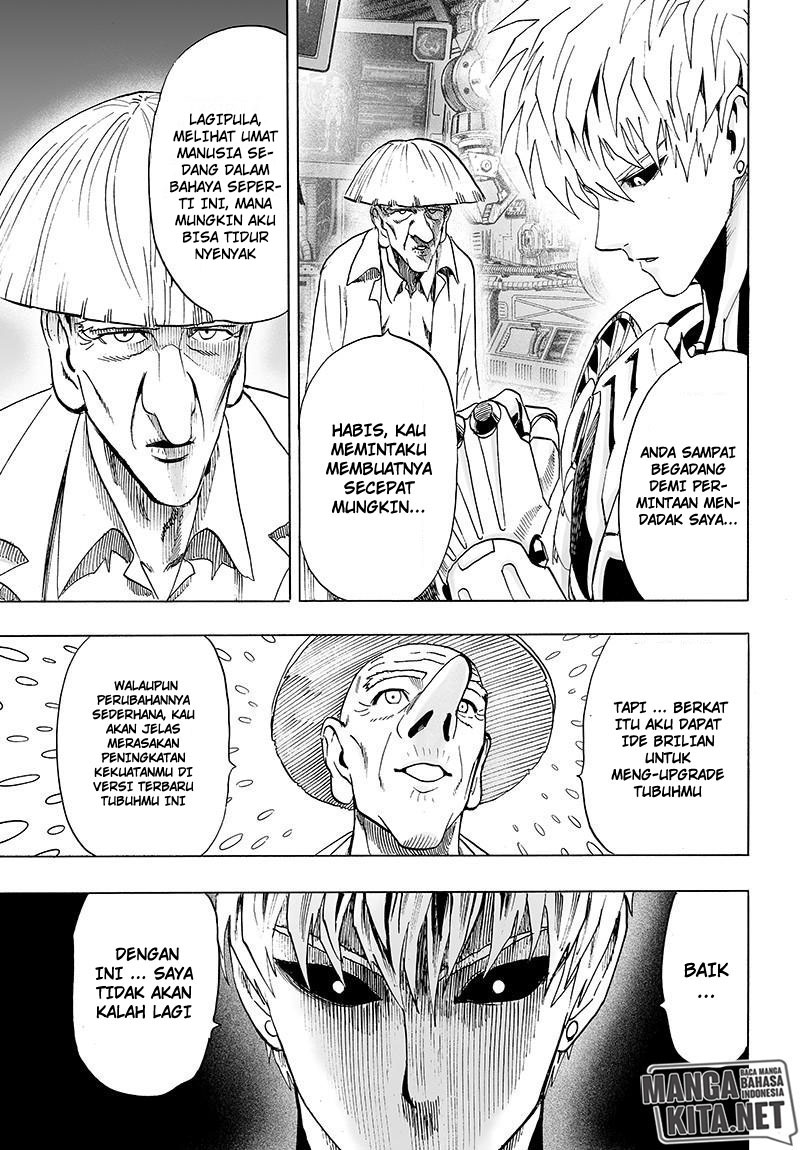 ANDA SAMPAI
BEGADANG
DEMI PER-
MINTAAN MEN-
DADAK SAYA...
HABIS, KAU
MEMINTAKU
MEMBUATNYA
SECEPAT
MUNGKIN...
LAGIPULA,
MELIHAT UMAT
MANUSIA SE-
DANG DALAM
BAHAYA SEPER-
TI INI, MANA
MUNGKIN AKU
BISA TIDUR
NYENYAK
TAPI ... BERKAT
ITU AKU DAPAT
IDE BRILIAN
UNTUK
MENG-UPGRADE
TUBUHMU
WALAUPUN
PERUBAHANNYA
SEDERHANA, KAU
AKAN JELAS
MERASAKAN
PENINGKATAN
KEKUATANMU DI
VERSI TERBARU
TUBUHMU INI
BAIK
...
DENGAN
INI ... SAYA
TIDAK AKAN
KALAH LAGI
MANGA
BACA MANGA
BAHASA
INDONESIA
KITA.NET